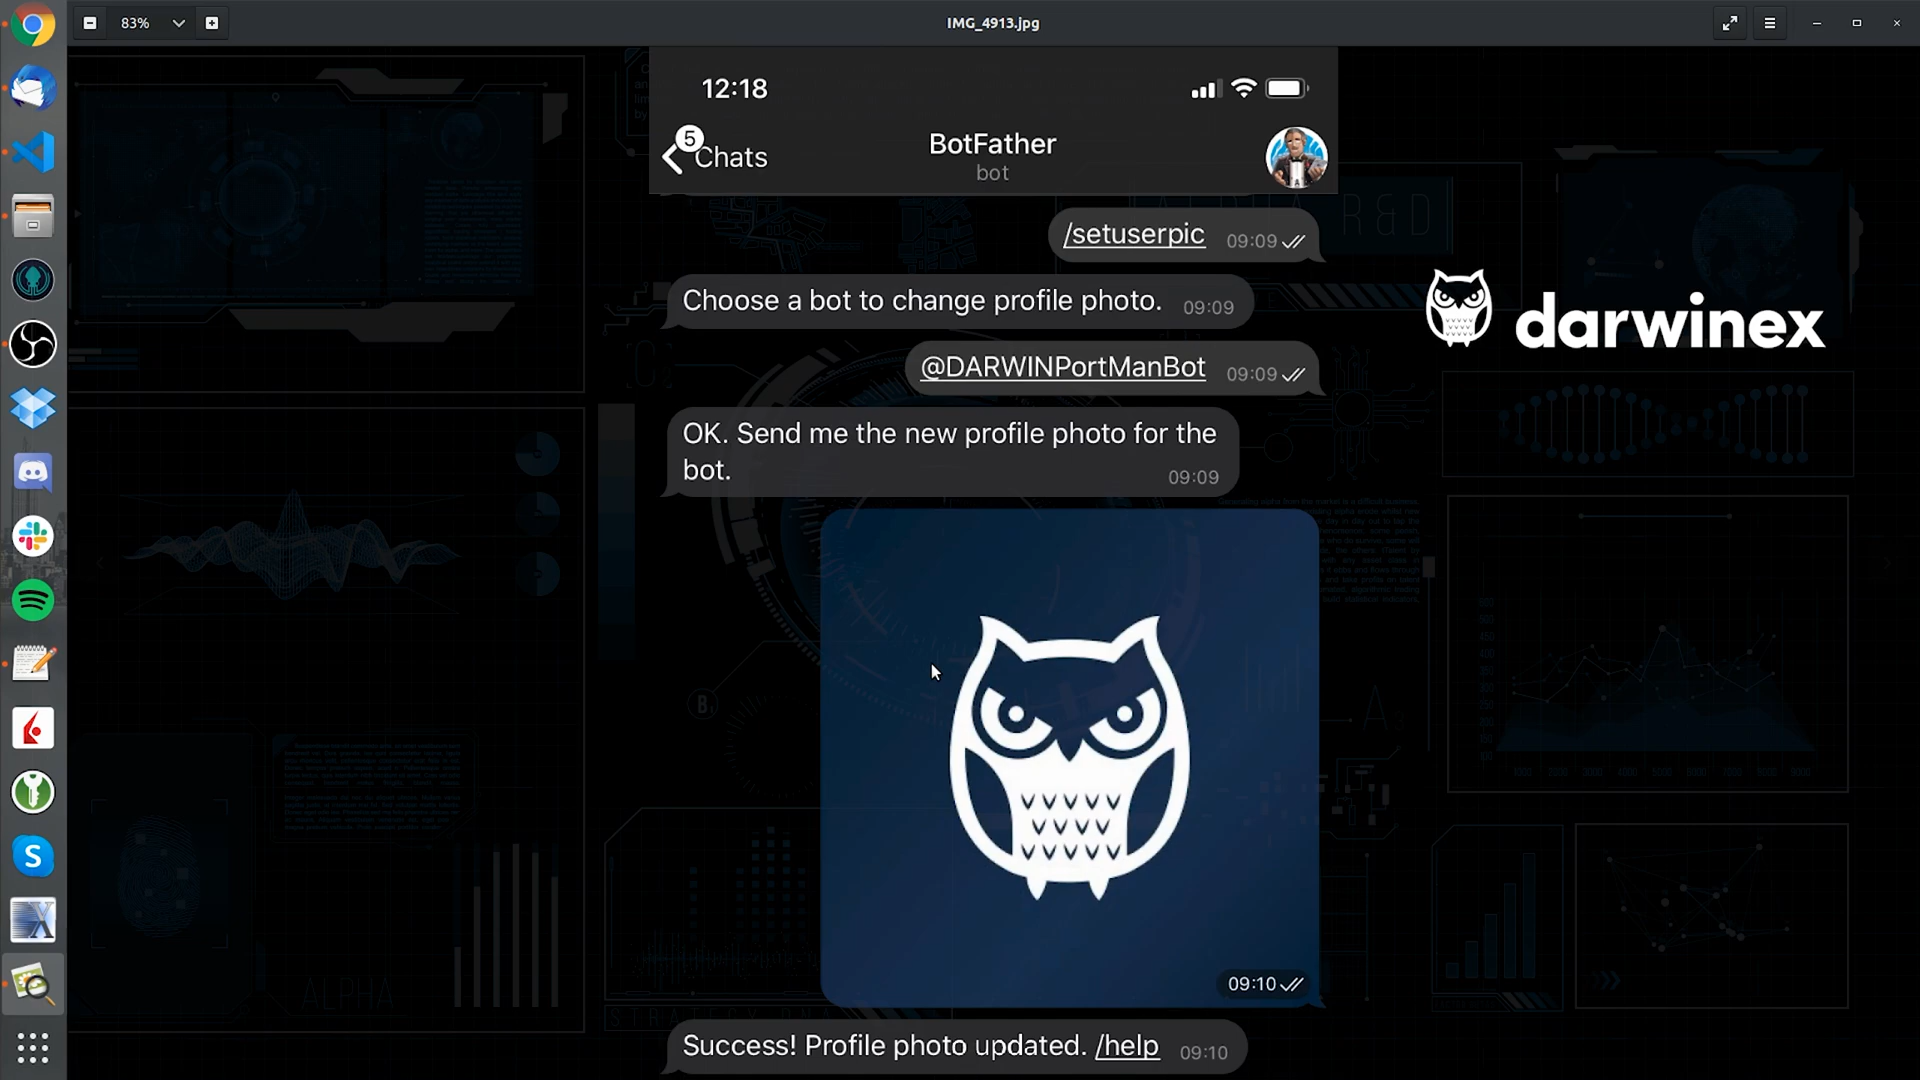 83%
IMG_4913.jpg
12:18
5
Chats
BotFather
bot
/setuserpic 09:09
R&D
Choose a bot to change profile photo. 09:09
darwinex
@DARWINPortManBot 09:09
OK. Send me the new profile photo for the
bot. 09:09
09:10
ALPHA
Success! Profile photo updated. /help 09:10